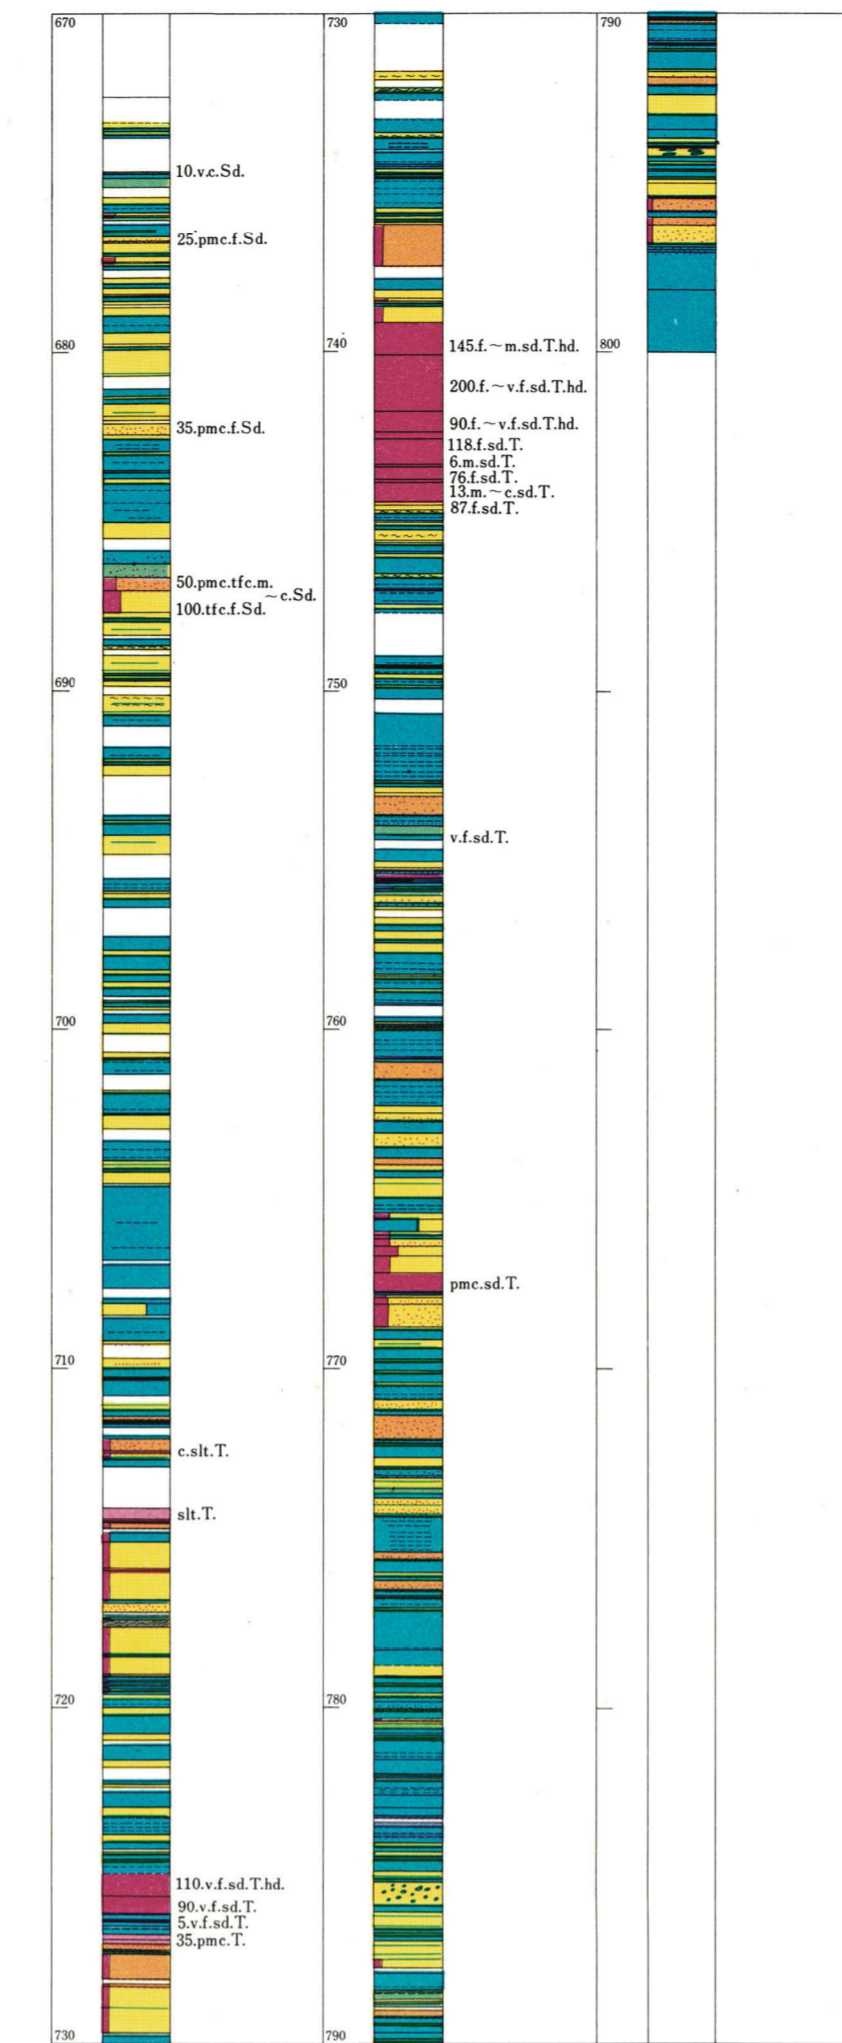 670
10.v.c.Sd.
25.pmc.f.Sd.
680
35.pmc.f.Sd.
50.pmc.tfc.m.
~c.Sd.
100.tfc.f.Sd.
690
700
710
c.slt.T.
slt.T.
720
110.v.f.sd.T.hd.
90.v.f.sd.T.
5.v.f.sd.T.
35.pmc.T.
730
730
740
145.f.~m.sd.T.hd.
200.f.~v.f.sd.T.hd.
90.f.~v.f.sd.T.hd.
118.f.sd.T.
6.m.sd.T.
76.f.sd.T.
13.m.~c.sd.T.
87.f.sd.T.
750
v.f.sd.T.
760
pmc.sd.T.
770
780
790
790
800